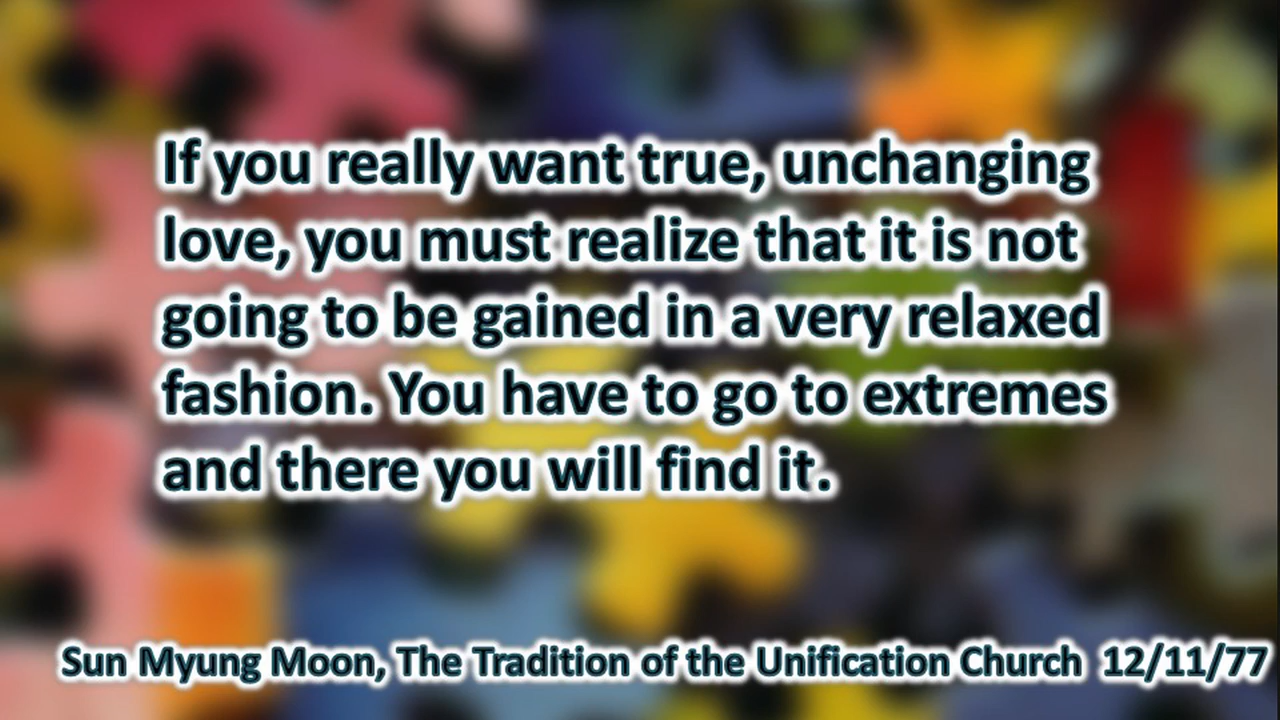 If you really want true, unchanging
love, you must realize that it is not
going to be gained in a very relaxed
fashion. You have to go to extremes
and there you will find it.
Sun Myung Moon, The Tradition of the Unification Church 12/11/77